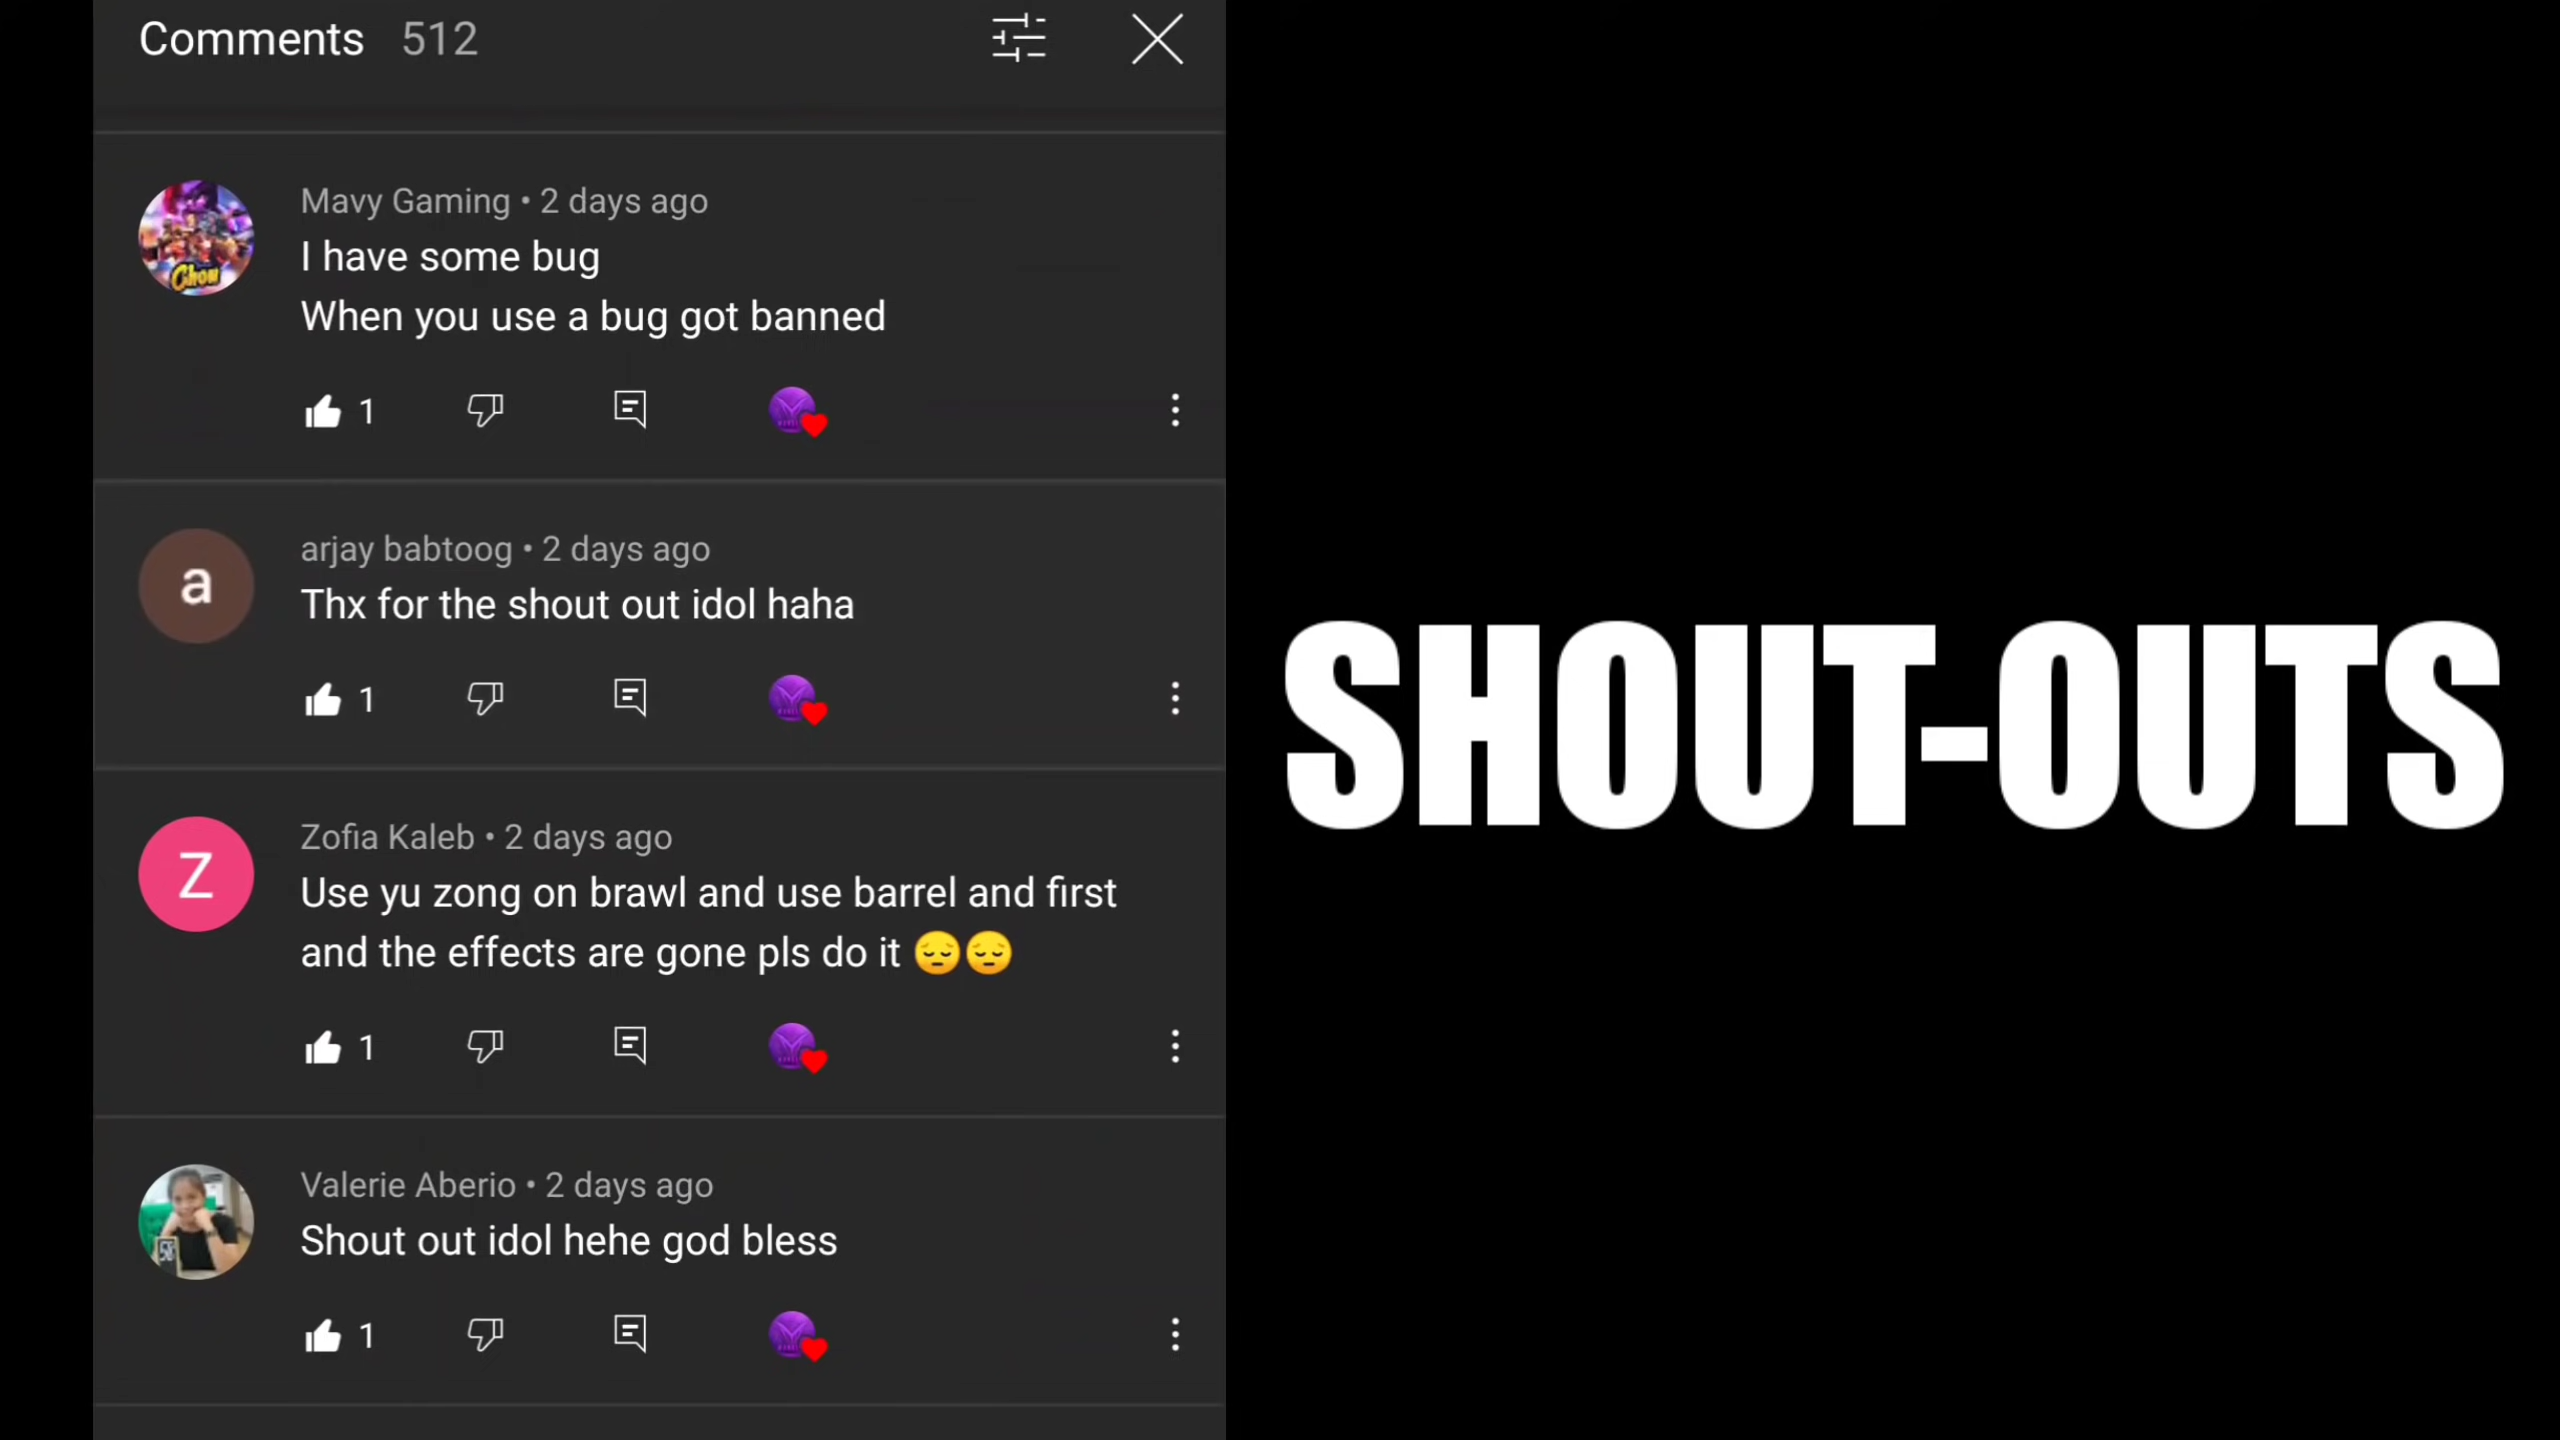 Comments 512
Mavy Gaming • 2 days ago
I have some bug
When you use a bug got banned
1
a
arjay babtoog • 2 days ago
Thx for the shout out idol haha
1
Z
Zofia Kaleb • 2 days ago
Use yu zong on brawl and use barrel and first
and the effects are gone pls do it 😔😔
1
Valerie Aberio • 2 days ago
Shout out idol hehe god bless
1
SHOUT-OUTS
Chou